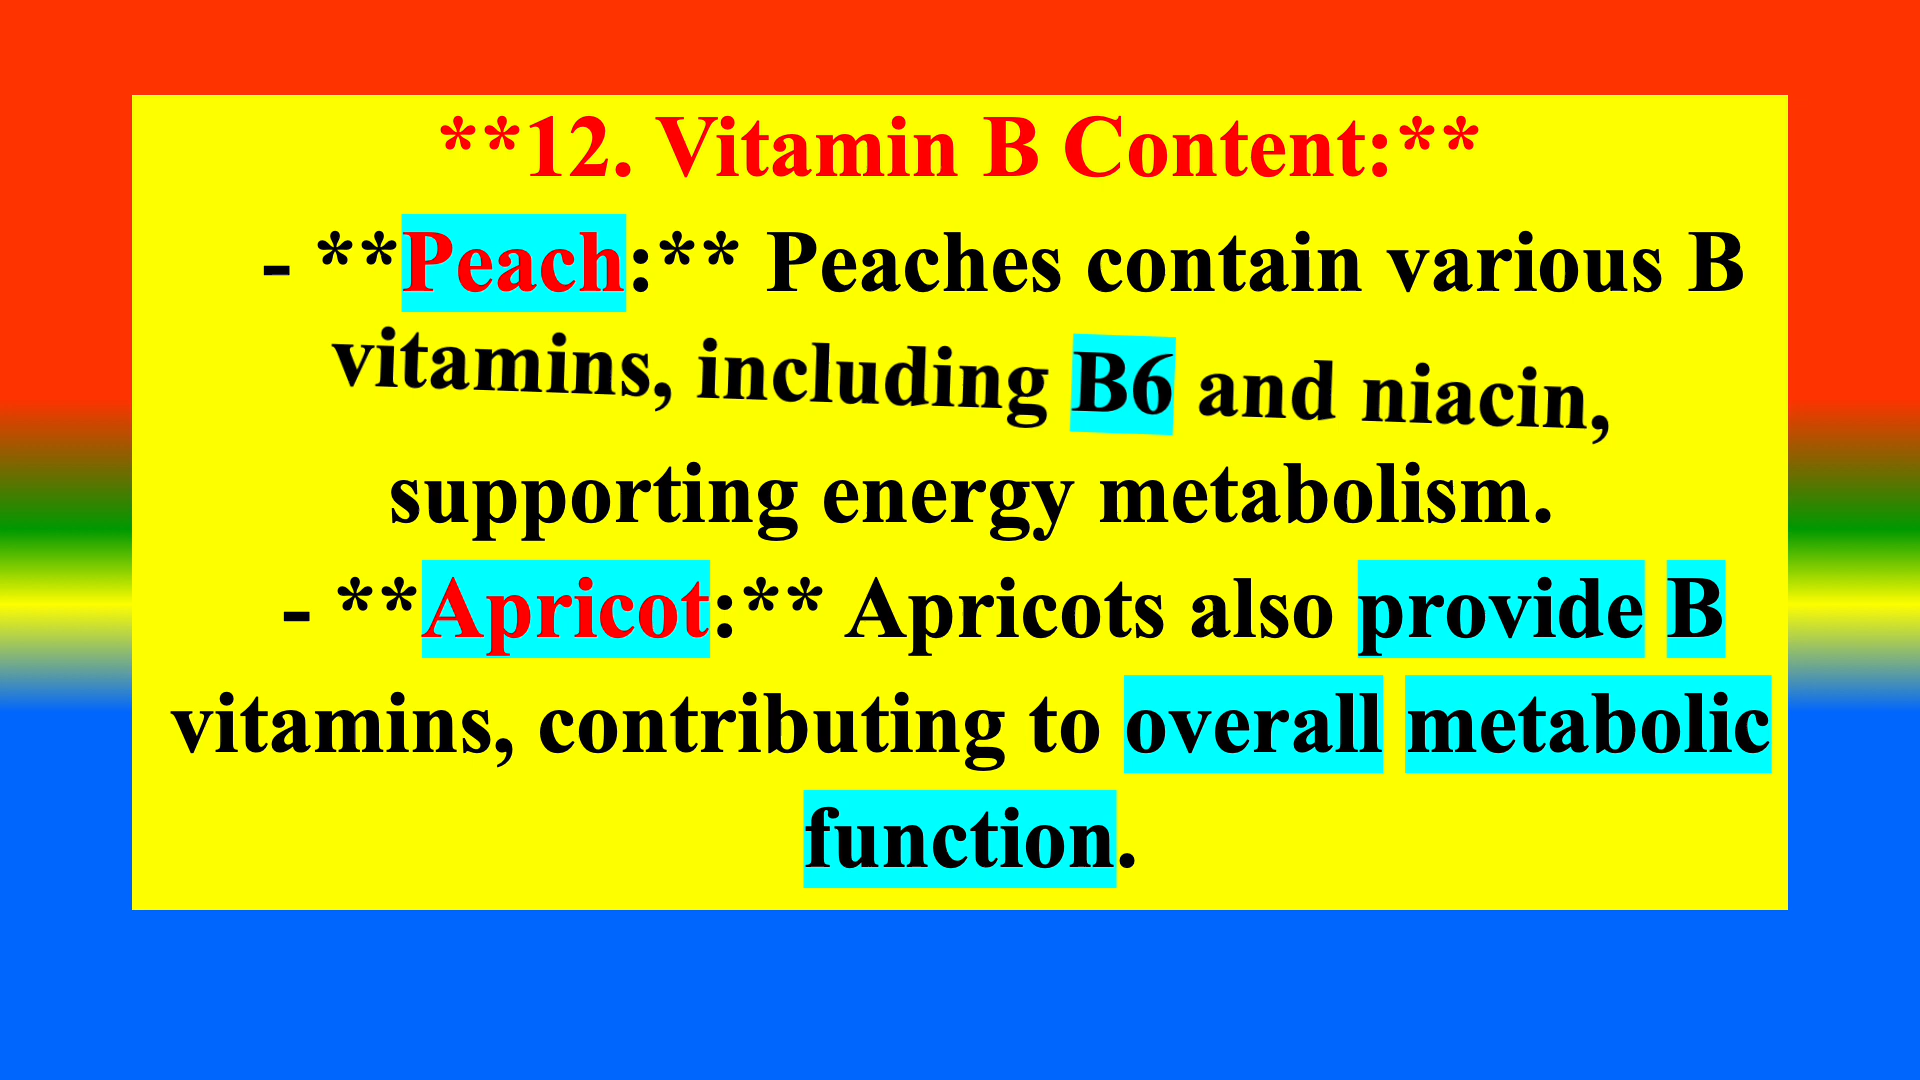 **12. Vitamin B Content:**
- **Peach:** Peaches contain various B
vitamins, including B6 and niacin,
supporting energy metabolism.
- **Apricot:** Apricots also provide B
vitamins, contributing to overall metabolic
function.